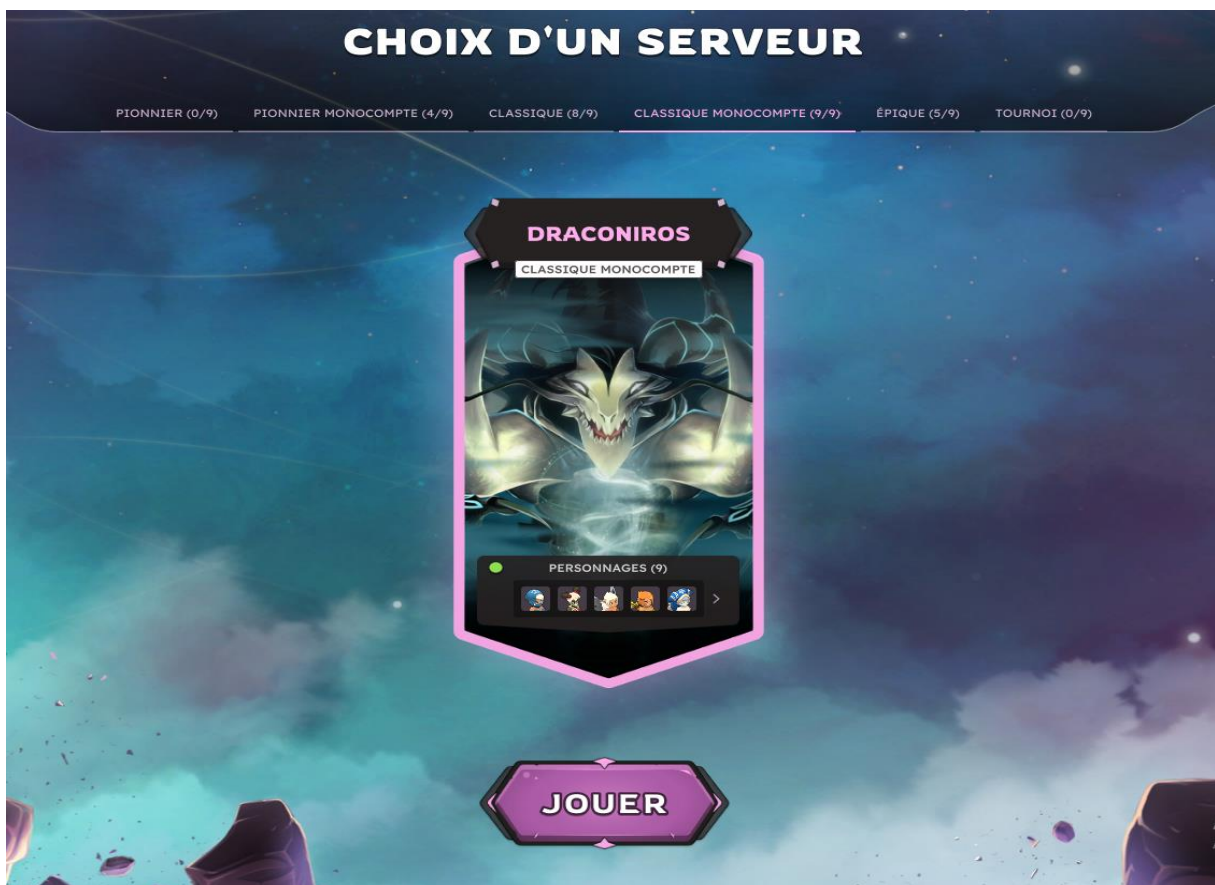 CHOIX D'UN SERVEUR
PIONNIER (0/9)
PIONNIER MONOCOMPTE (4/9)
CLASSIQUE (8/9)
CLASSIQUE MONOCOMPTE (9/9)
ÉPIQUE (5/9)
TOURNOI (0/9)
DRACONIROS
CLASSIQUE MONOCOMPTE
PERSONNAGES (9)
JOUER